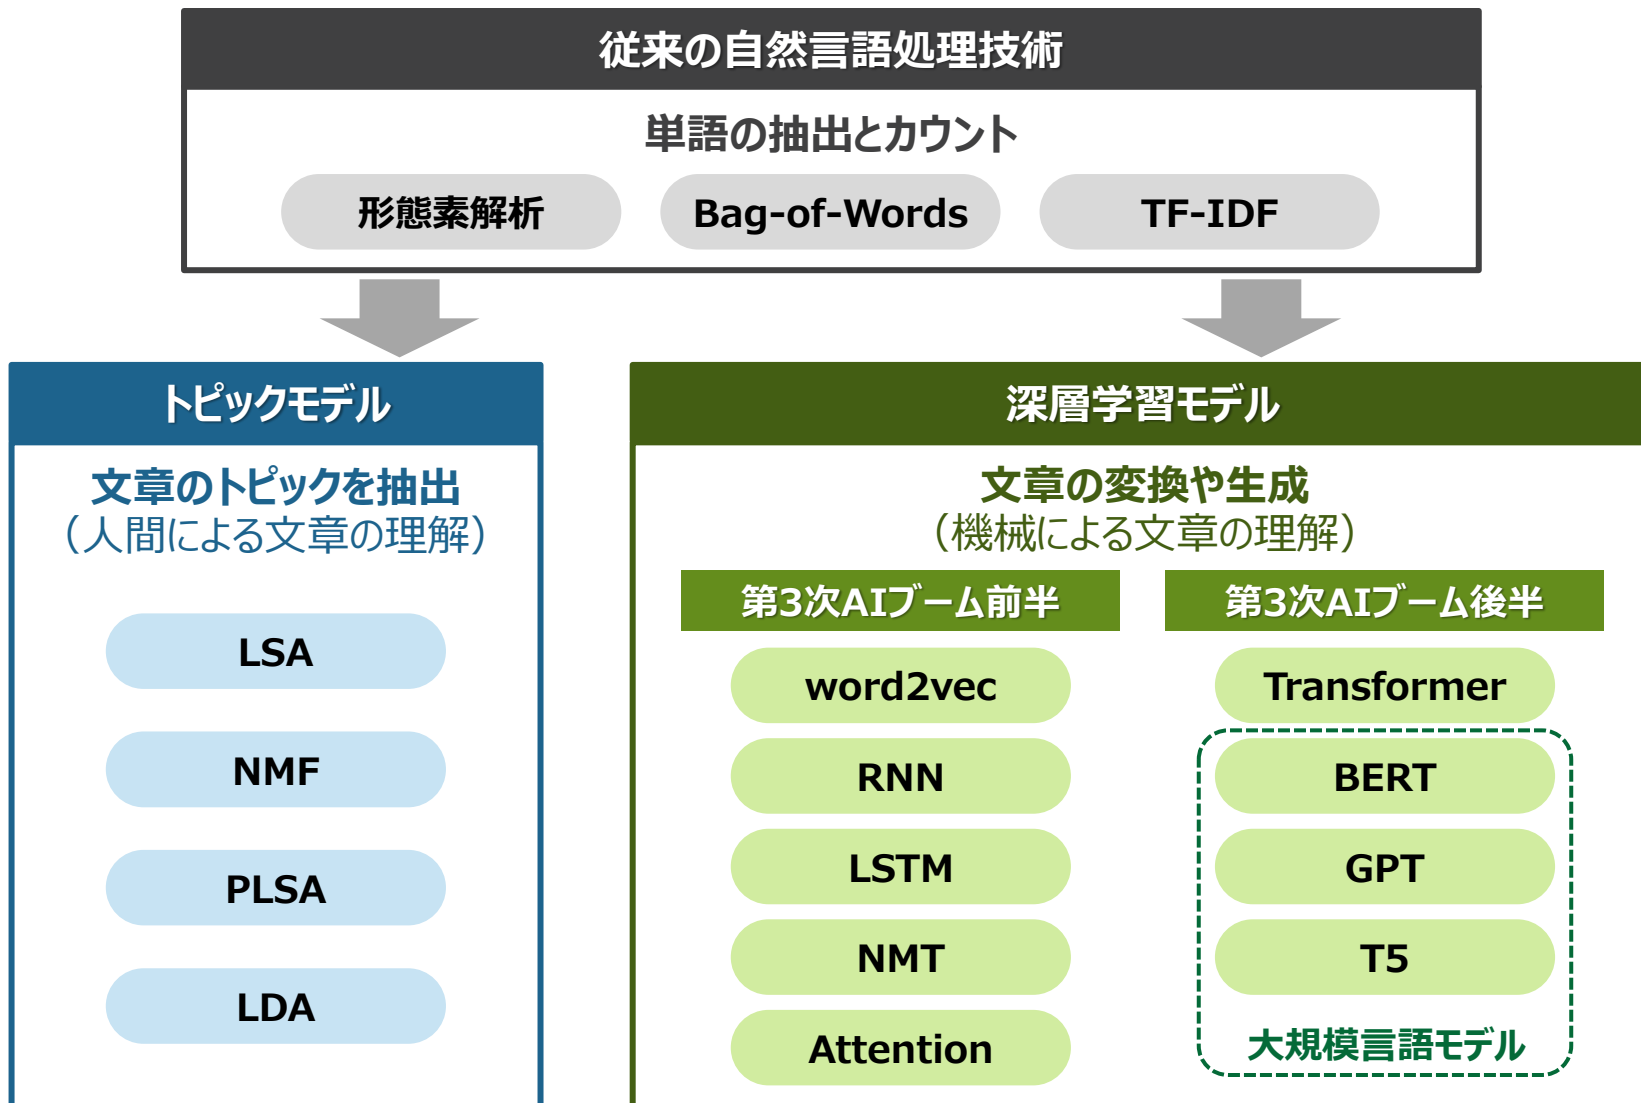 従来の自然言語処理技術
単語の抽出とカウント
形態素解析
Bag-of-Words
TF-IDF
トピックモデル
文章のトピックを抽出
（人間による文章の理解）
LSA
NMF
PLSA
LDA
深層学習モデル
文章の変換や生成
（機械による文章の理解）
第3次AIブーム前半
word2vec
RNN
LSTM
NMT
Attention
第3次AIブーム後半
Transformer
BERT
GPT
T5
大規模言語モデル